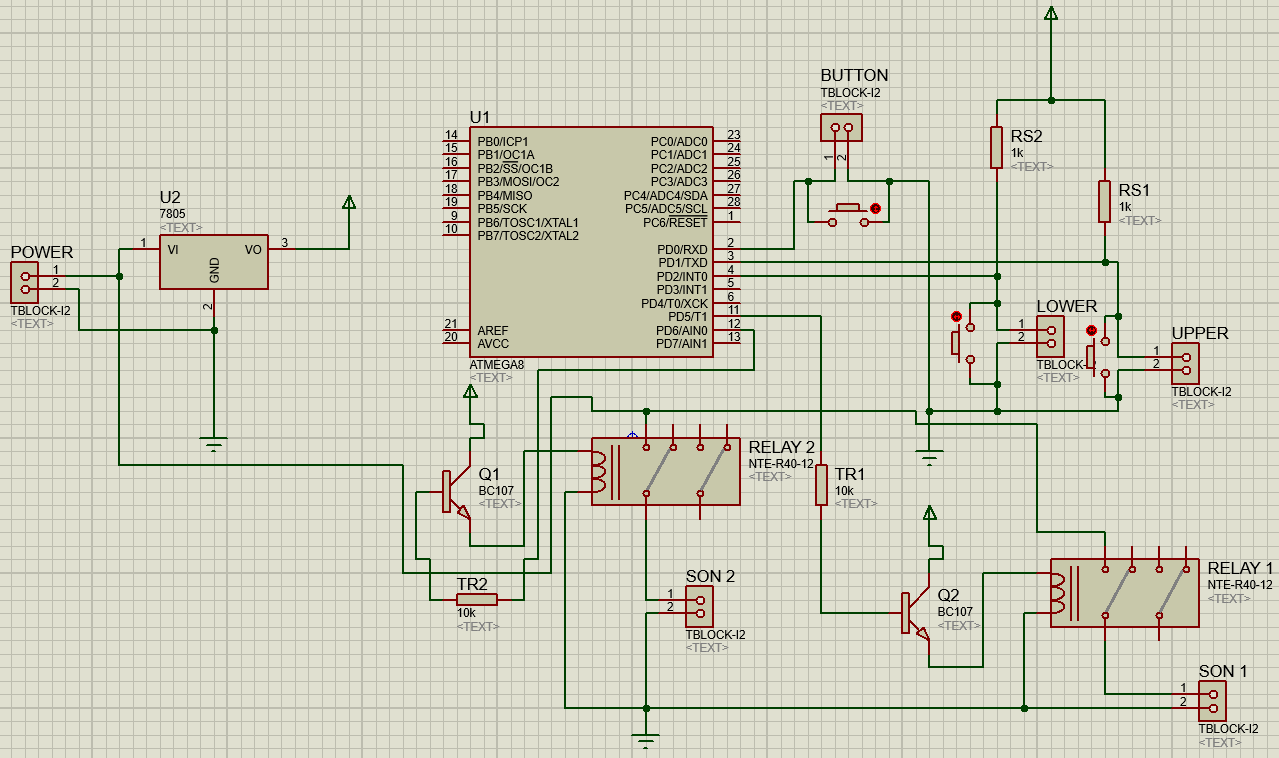 BUTTON
TBLOCK-I2
<TEXT>
1
2
U1
14
15
16
17
18
19
9
10
21
20
PB0/ICP1
PB1/OC1A
PB2/SS/OC1B
PB3/MOSI/OC2
PB4/MISO
PB5/SCK
PB6/TOSC1/XTAL1
PB7/TOSC2/XTAL2
AREF
AVCC
PC0/ADC0
PC1/ADC1
PC2/ADC2
PC3/ADC3
PC4/ADC4/SDA
PC5/ADC5/SCL
PC6/RESET
PD0/RXD
PD1/TXD
PD2/INT0
PD3/INT1
PD4/T0/XCK
PD5/T1
PD6/AIN0
PD7/AIN1
23
24
25
26
27
28
1
2
3
4
5
6
11
12
13
ATMEGA8
<TEXT>
RS2
1k
<TEXT>
RS1
1k
<TEXT>
U2
7805
<TEXT>
1
VI
VO
3
GND
2
POWER
1
2
TBLOCK-I2
<TEXT>
LOWER
1
2
TBLOCK-
<TEXT>
UPPER
1
2
TBLOCK-I2
<TEXT>
Q1
BC107
<TEXT>
RELAY 2
NTE-R40-12
<TEXT>
TR1
10k
<TEXT>
TR2
10k
<TEXT>
SON 2
1
2
TBLOCK-I2
<TEXT>
Q2
BC107
<TEXT>
RELAY 1
NTE-R40-12
<TEXT>
SON 1
1
2
TBLOCK-I2
<TEXT>